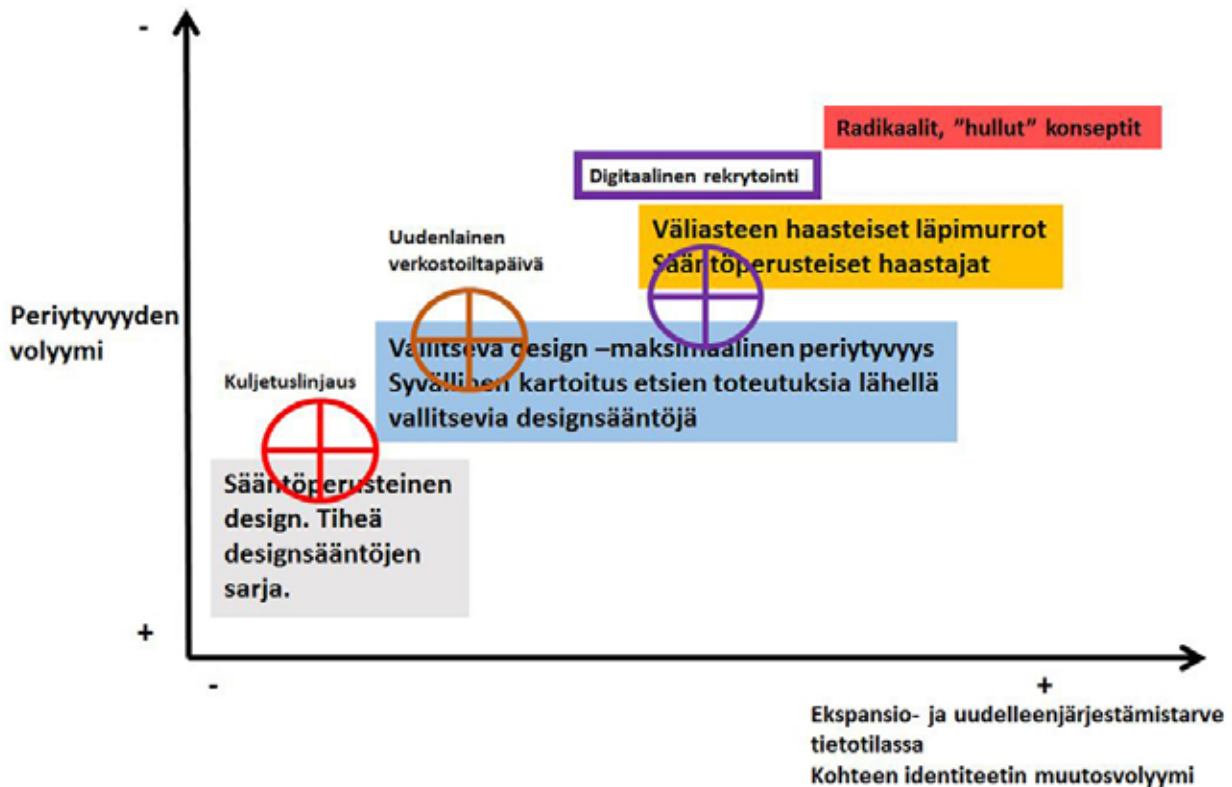 -
Radikaalit, ”hullut” konseptit
Digitaalinen rekrytointi
Väliasteen haasteiset läpimurrot
Sääntöperusteiset haastajat
Uudenlainen
verkostoiltapäivä
Periytyvyyden
volyymi
Vallitseva design –maksimaalinen periytyvyys
Syvällinen kartoitus etsien toteutuksia lähellä
vallitsevia designsääntöjä
Kuljetuslinjaus
Sääntöperusteinen
design. Tiheä
designsääntöjen
sarja.
+
-
+
Ekspansio- ja uudelleenjärjestämistarve
tietotilassa
Kohteen identiteetin muutosvolyymi